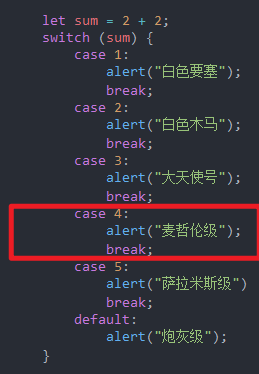 let sum = 2 + 2;
switch (sum) {
case 1:
alert("白色要塞");
break;
case 2:
alert("白色木马");
break;
case 3:
alert("大天使号");
break;
case 4:
alert("麦哲伦级");
break;
case 5:
alert("萨拉米斯级")
break;
default:
alert("炮灰级");
}